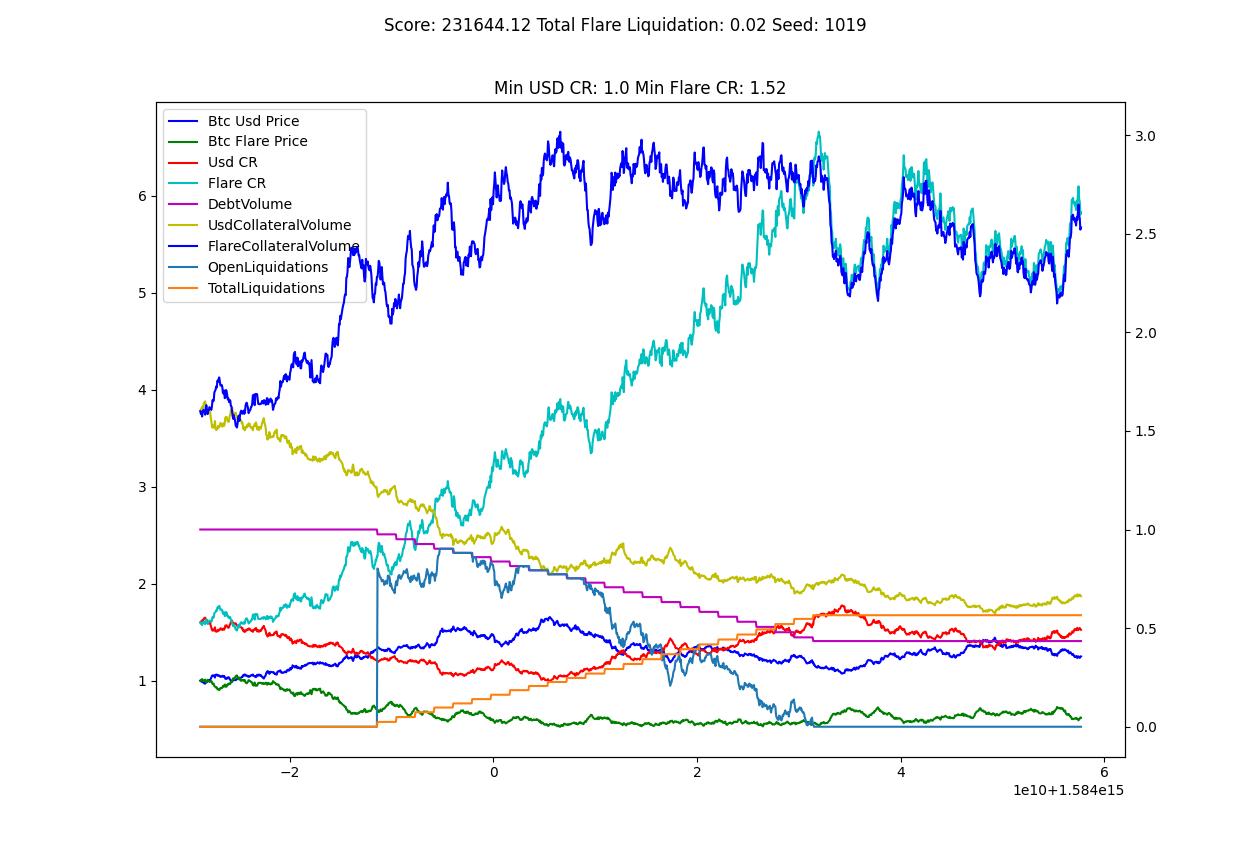 Score: 231644.12 Total Flare Liquidation: 0.02 Seed: 1019
Min USD CR: 1.0 Min Flare CR: 1.52
Btc Usd Price
Btc Flare Price
Usd CR
Flare CR
DebtVolume
UsdCollateralVolume
FlareCollateralVolume
OpenLiquidations
TotalLiquidations
6
5
4
3
2
1
3.0
2.5
2.0
1.5
1.0
0.5
0.0
−2 0 2 4 6
1e10+1.584e15